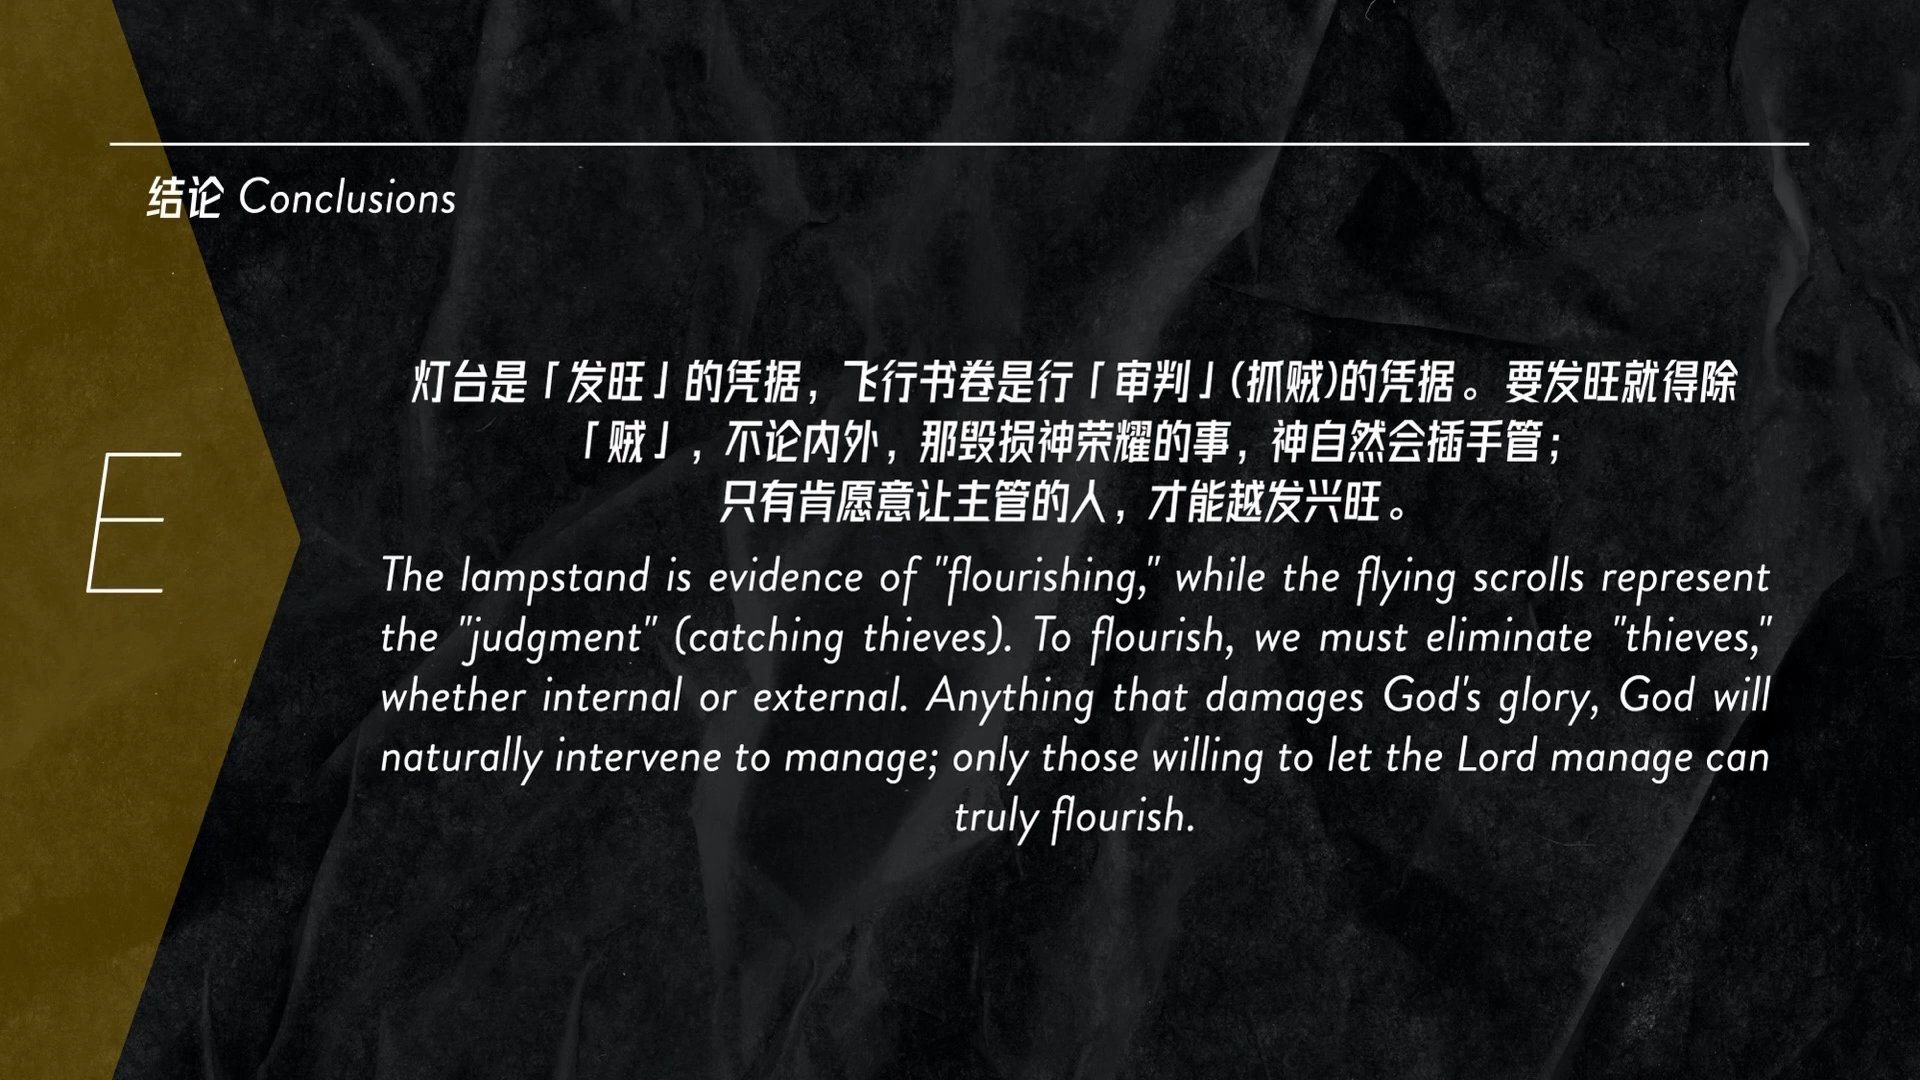 结论 Conclusions
E
灯台是「发旺」的凭据，飞行书卷是行「审判」(抓贼)的凭据。要发旺就得除
「贼」，不论内外，那毁损神荣耀的事，神自然会插手管；
只有肯愿意让主管的人，才能越发兴旺。
The lampstand is evidence of "flourishing," while the flying scrolls represent
the "judgment" (catching thieves). To flourish, we must eliminate "thieves,"
whether internal or external. Anything that damages God's glory, God will
naturally intervene to manage; only those willing to let the Lord manage can
truly flourish.